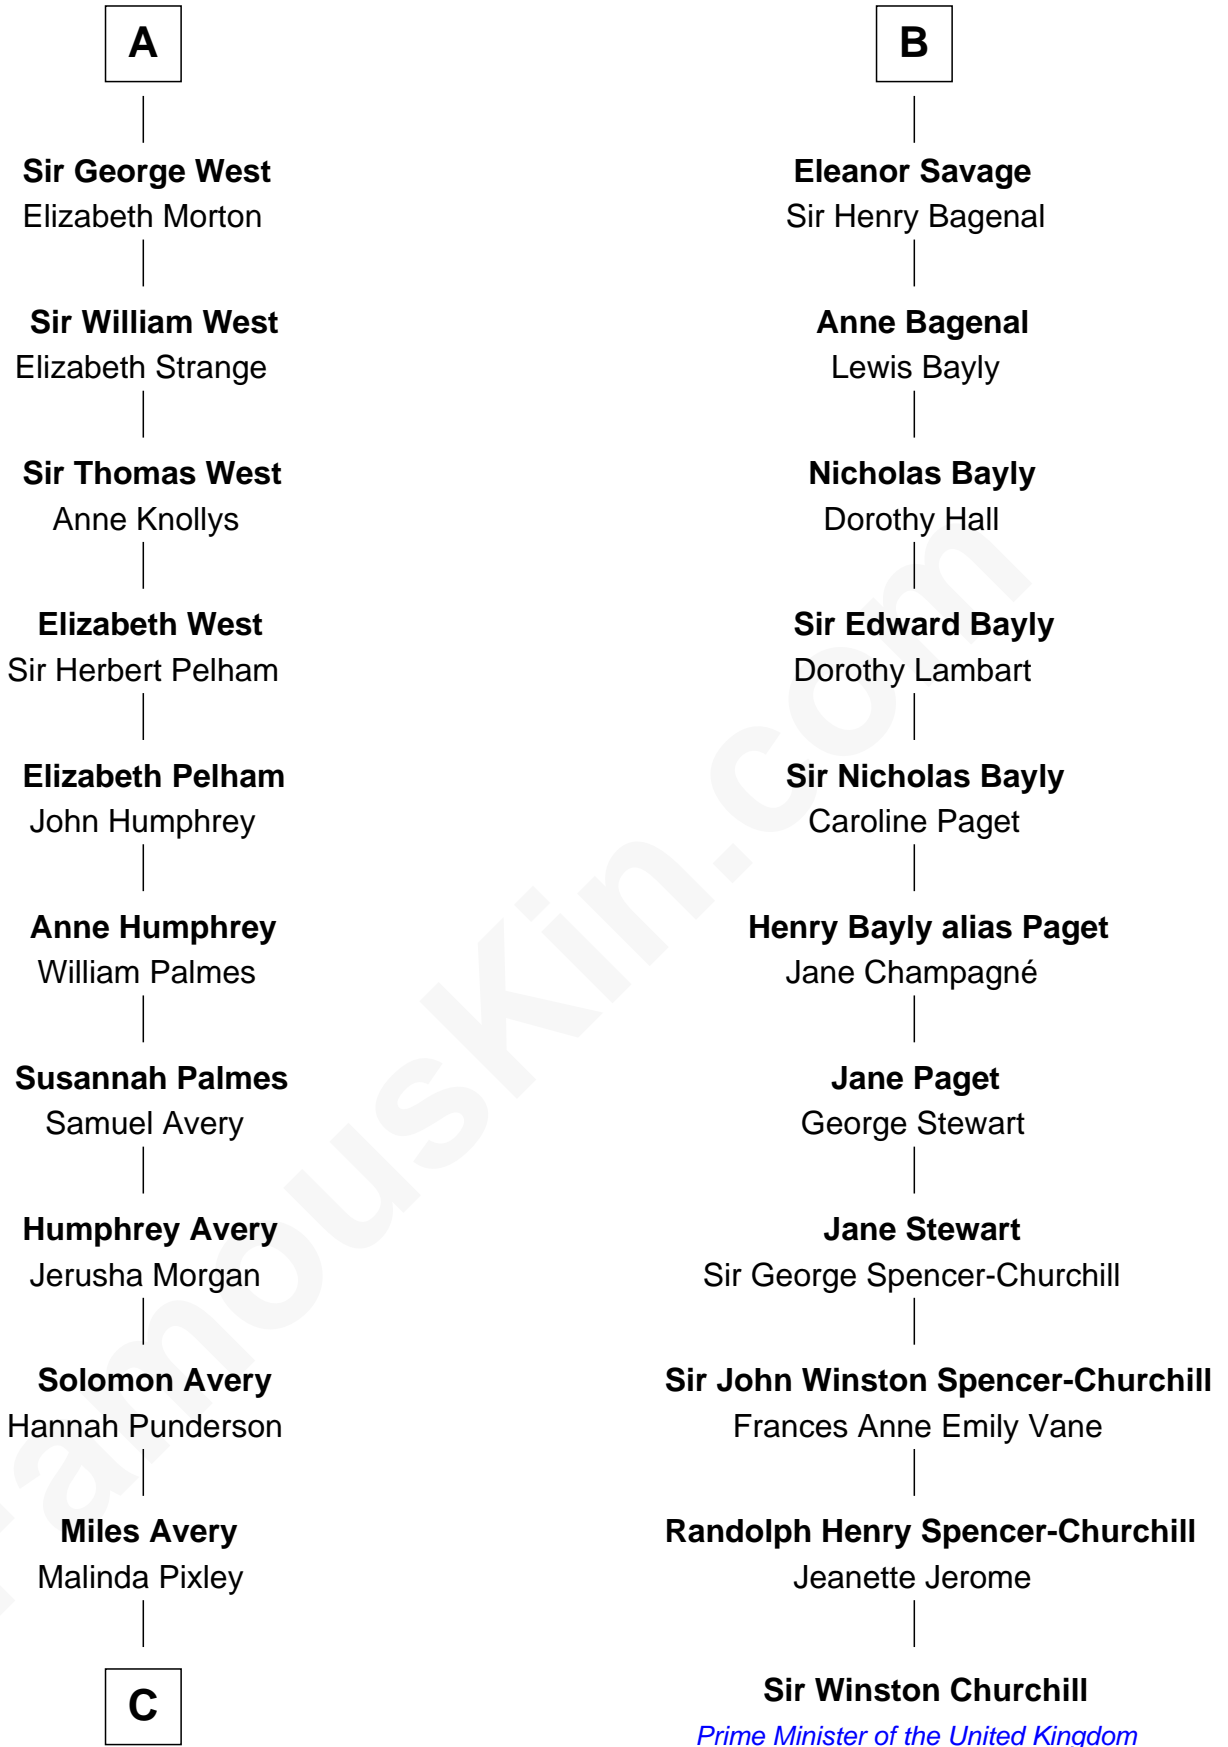 A
Sir George West
Elizabeth Morton
Sir William West
Elizabeth Strange
Sir Thomas West
Anne Knollys
Elizabeth West
Sir Herbert Pelham
Elizabeth Pelham
John Humphrey
Anne Humphrey
William Palmes
Susannah Palmes
Samuel Avery
Humphrey Avery
Jerusha Morgan
Solomon Avery
Hannah Punderson
Miles Avery
Malinda Pixley
C
B
Eleanor Savage
Sir Henry Bagenal
Anne Bagenal
Lewis Bayly
Nicholas Bayly
Dorothy Hall
Sir Edward Bayly
Dorothy Lambart
Sir Nicholas Bayly
Caroline Paget
Henry Bayly alias Paget
Jane Champagné
Jane Paget
George Stewart
Jane Stewart
Sir George Spencer-Churchill
Sir John Winston Spencer-Churchill
Frances Anne Emily Vane
Randolph Henry Spencer-Churchill
Jeanette Jerome
Sir Winston Churchill
Prime Minister of the United Kingdom
FamousKin.com